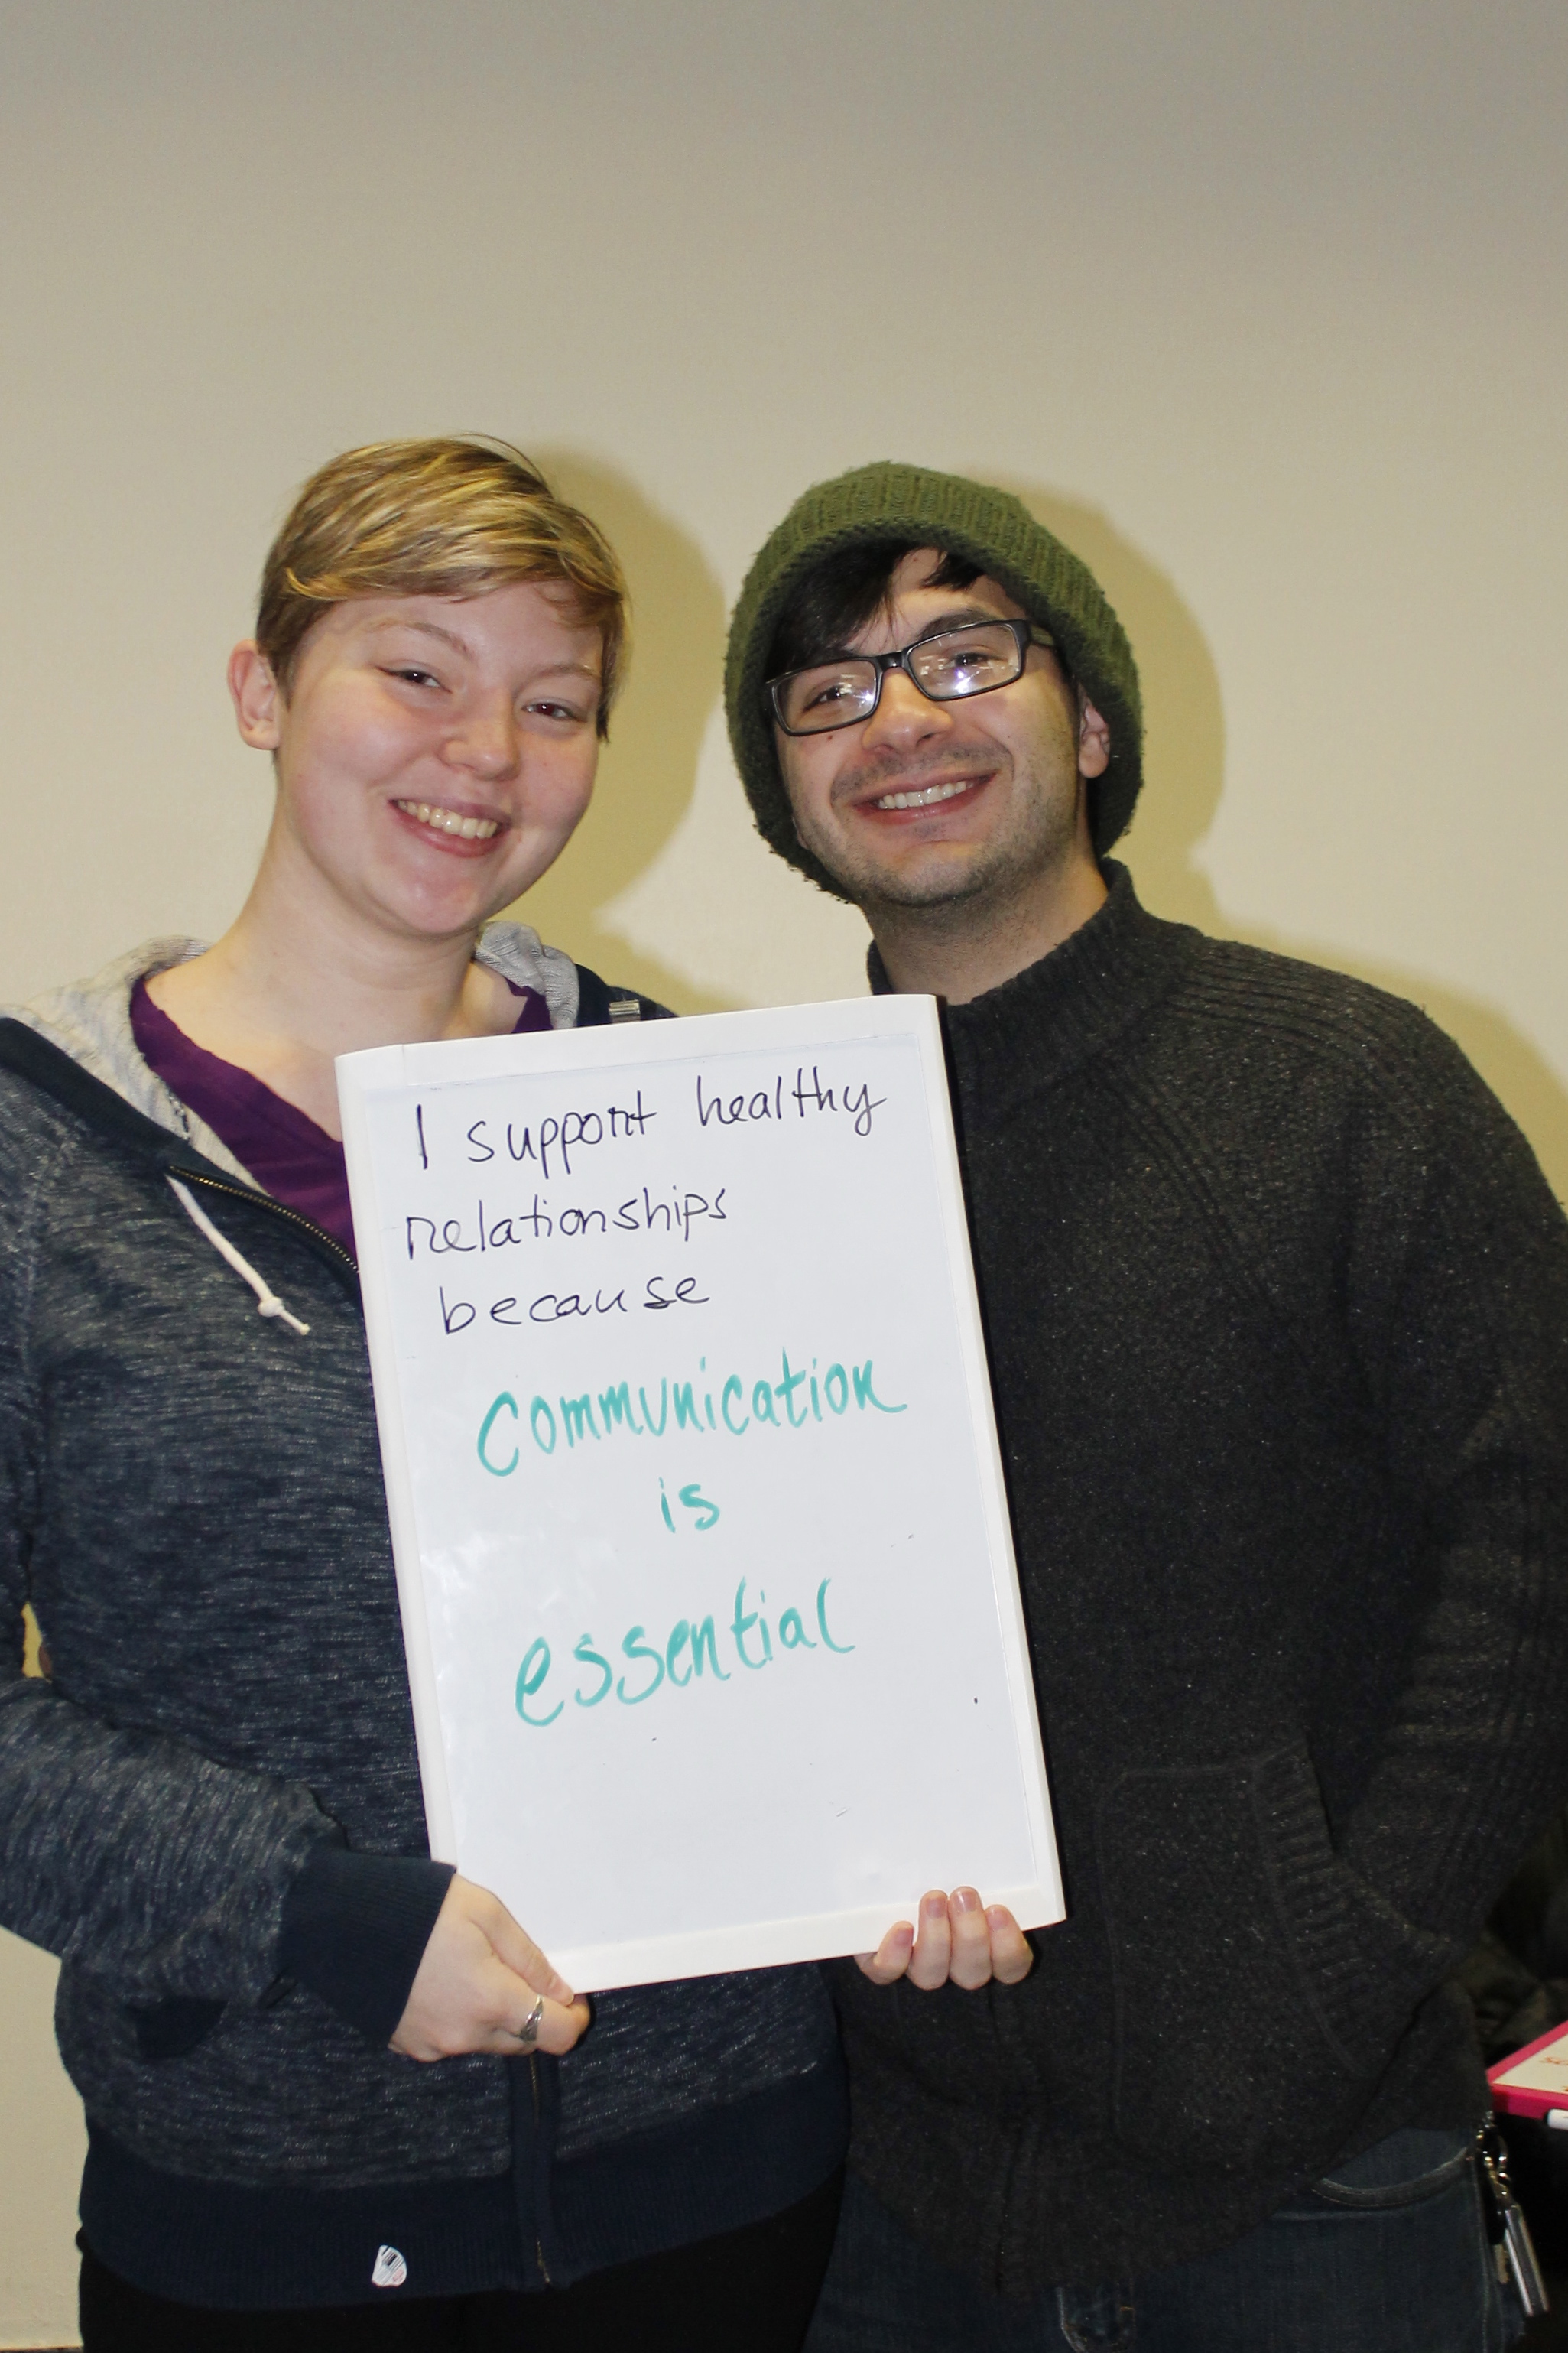 I support healthy
relationships
because
communication
is
essential